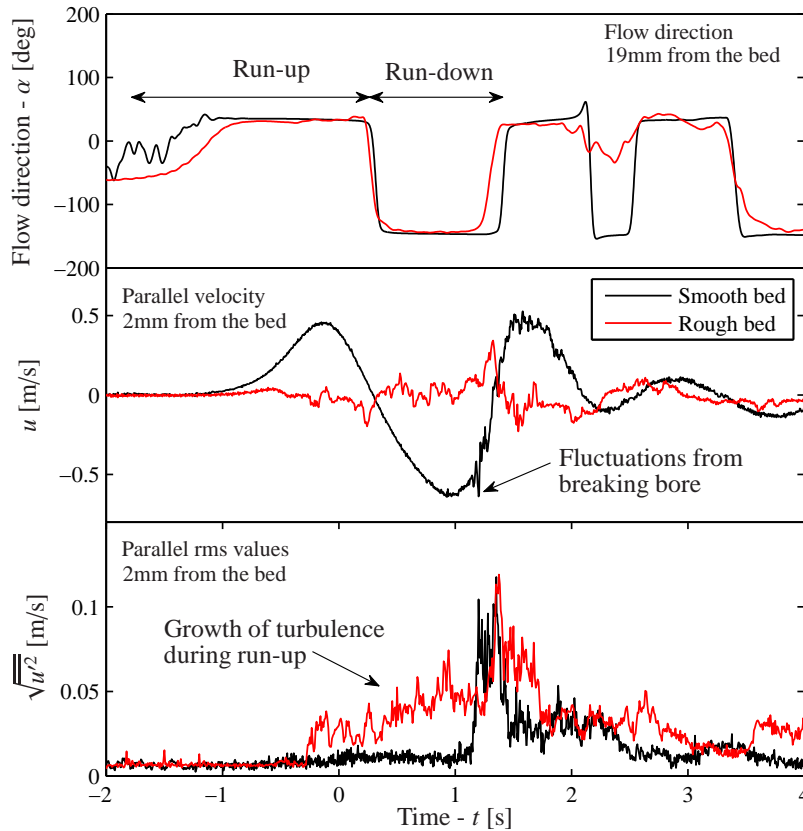 200
100
0
−100
−200
Flow direction - α [deg]
Run-up
Run-down
Flow direction
19mm from the bed
0.5
0
−0.5
u [m/s]
Parallel velocity
2mm from the bed
Smooth bed
Rough bed
Fluctuations from
breaking bore
0.1
0.05
0
√u′² [m/s]
Parallel rms values
2mm from the bed
Growth of turbulence
during run-up
−2
−1
0
1
2
3
4
Time - t [s]